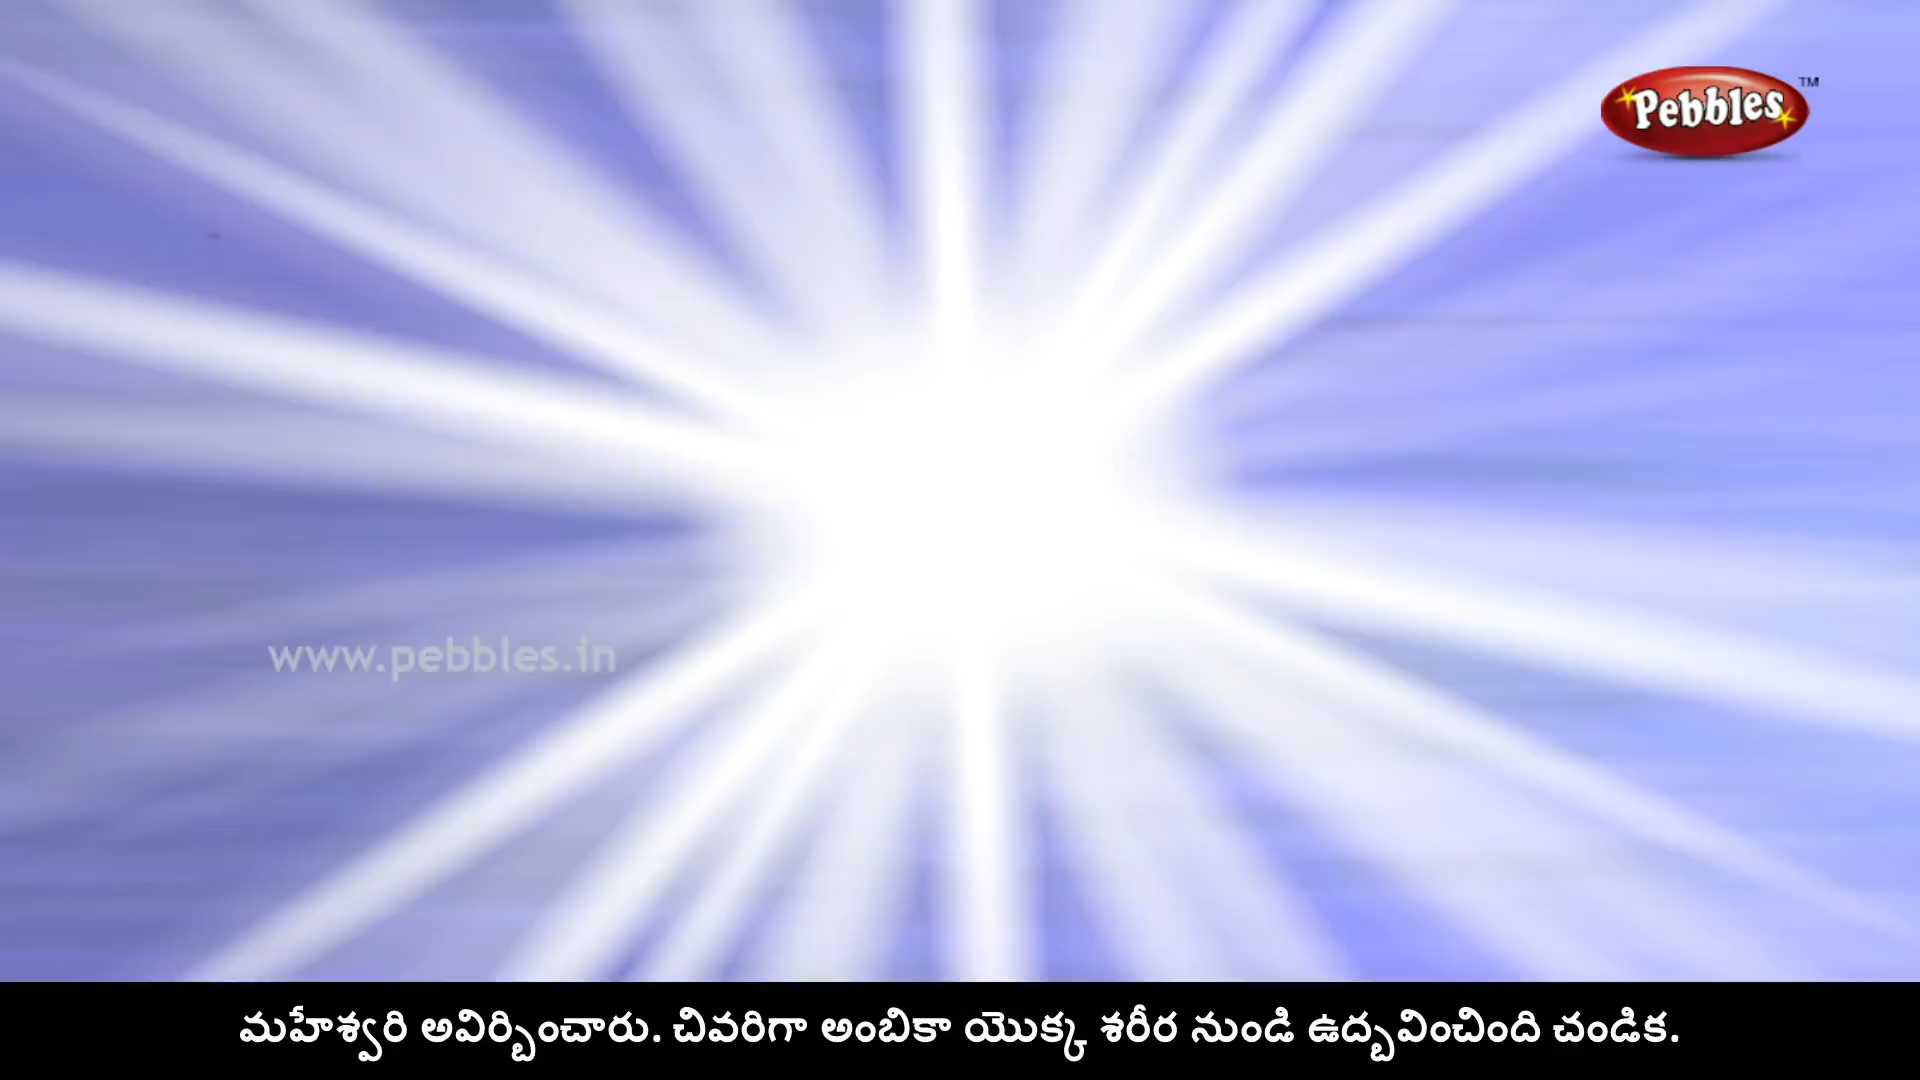 Pebbles TM
www.pebbles.in
మహేశ్వరి అవిర్భించారు. చివరిగా అంబికా యొక్క శరీర నుండి ఉద్భవించింది చండిక.